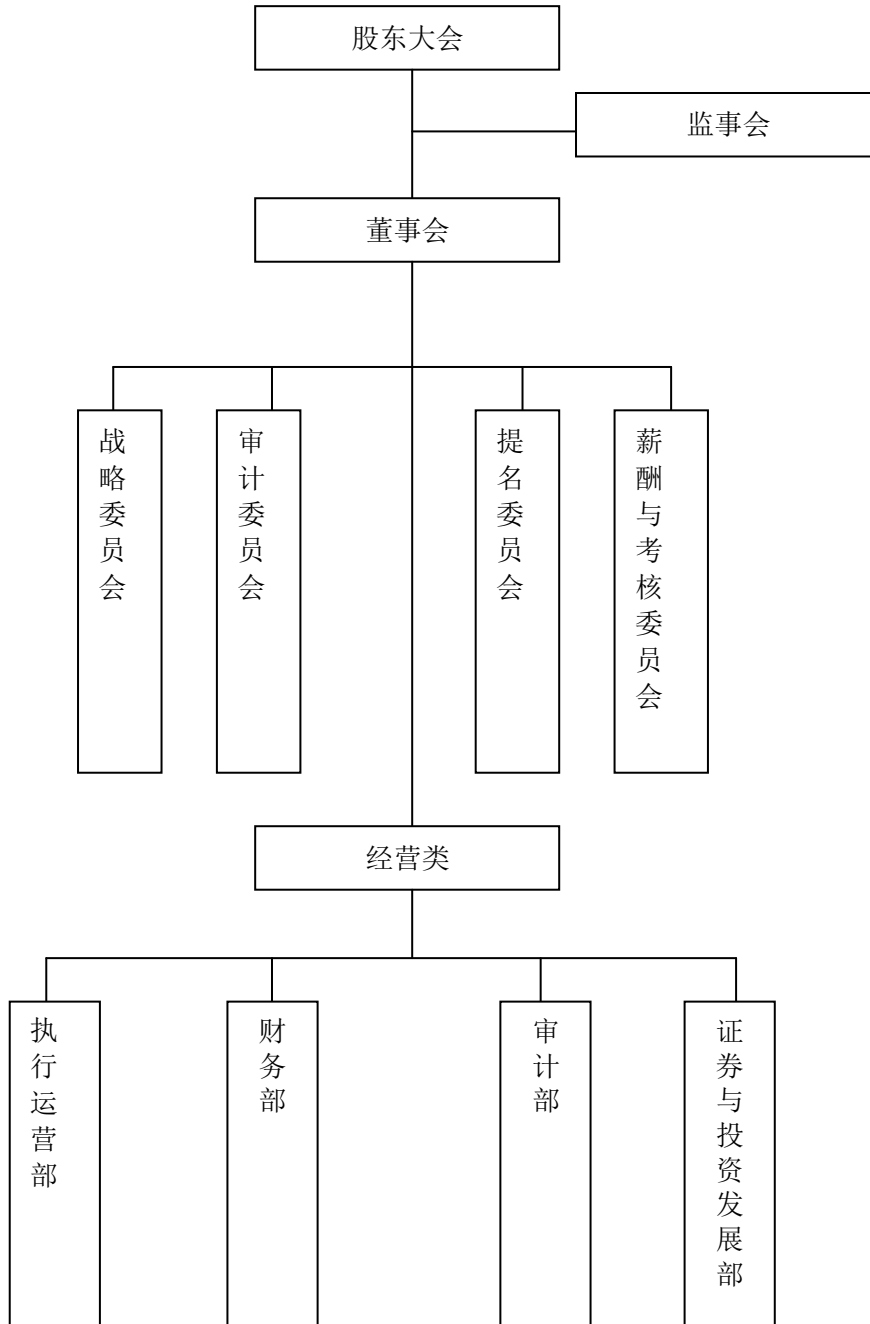 股东大会
监事会
董事会
战略委员会
审计委员会
提名委员会
薪酬与考核委员会
经营类
执行运营部
财务部
审计部
证券与投资发展部